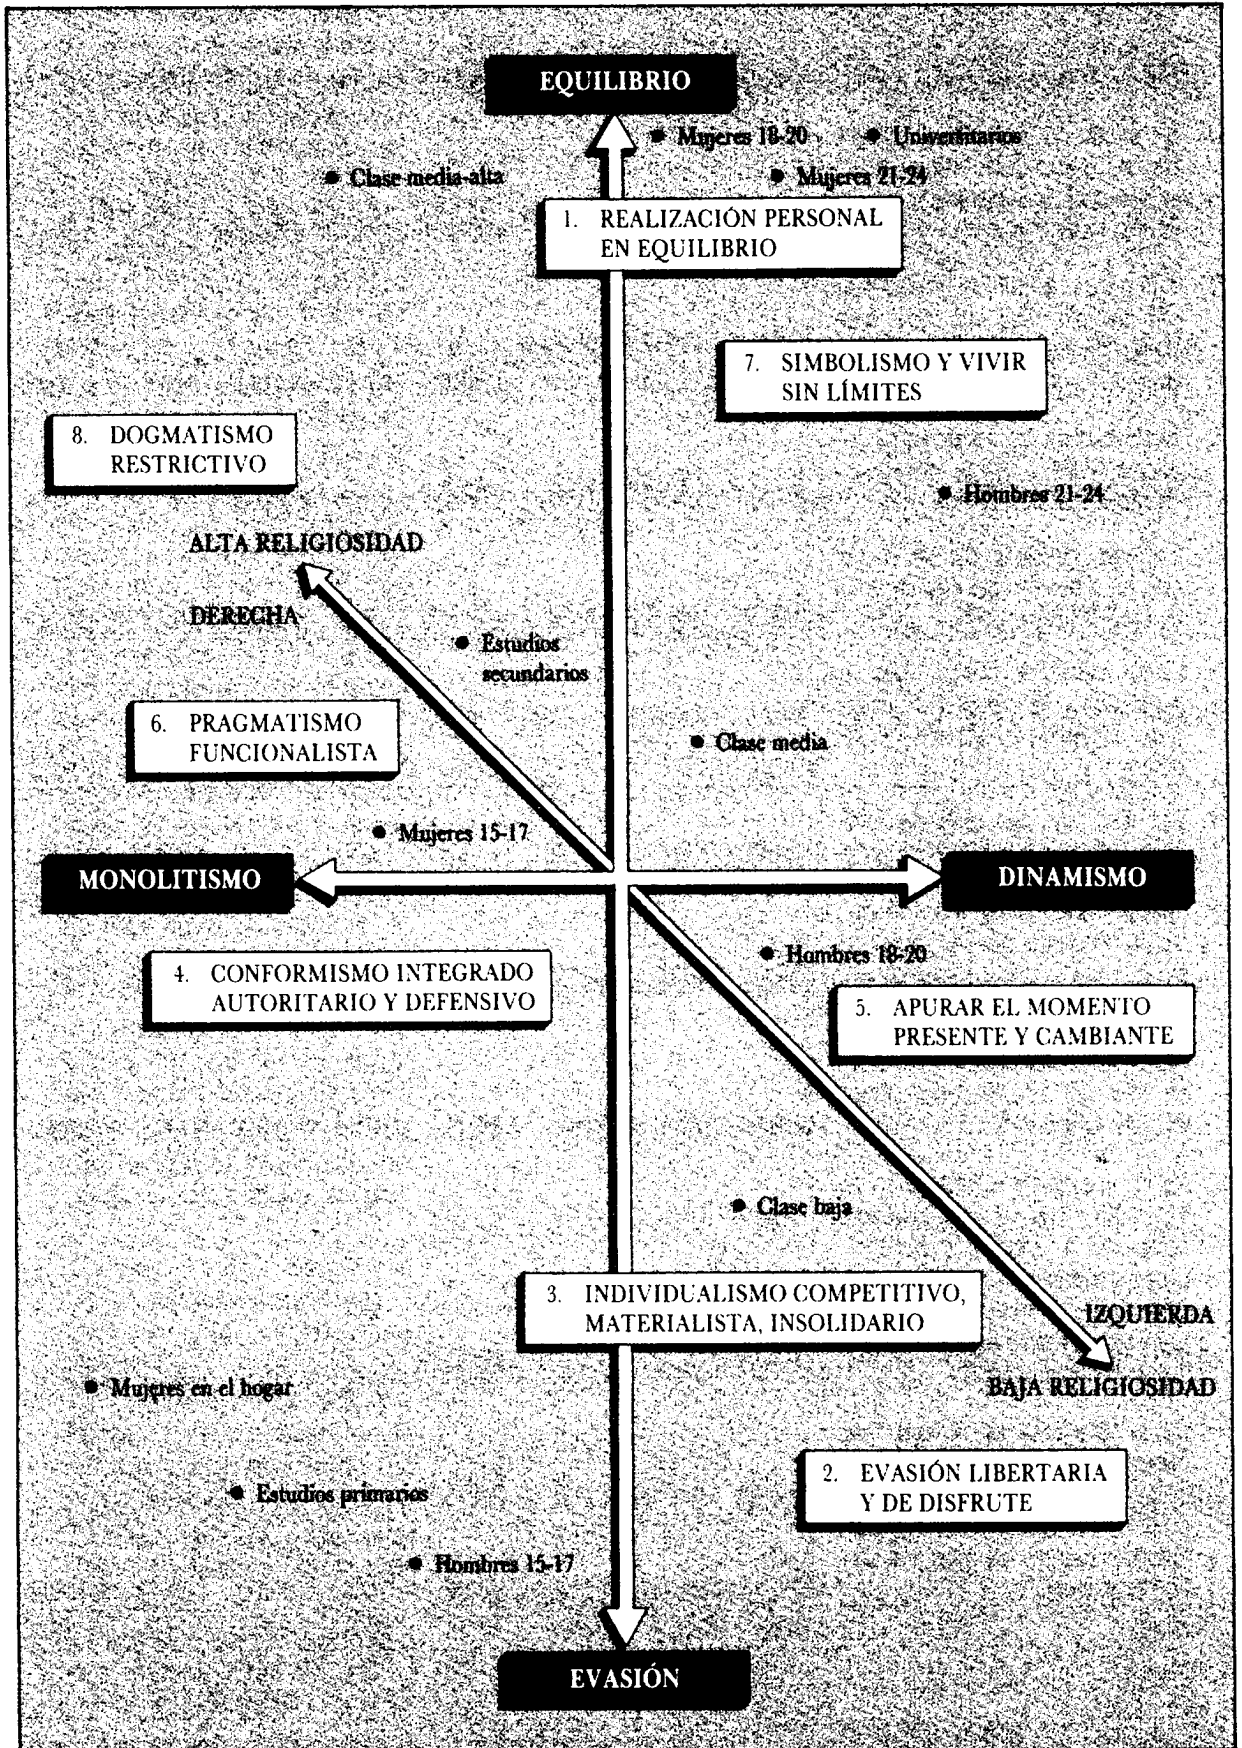 EQUILIBRIO
Mujeres 18-20
Universitarios
Clase media-alta
Mujeres 21-24
1. REALIZACIÓN PERSONAL
EN EQUILIBRIO
7. SIMBOLISMO Y VIVIR
SIN LÍMITES
8. DOGMATISMO
RESTRICTIVO
Hombres 21-24
ALTA RELIGIOSIDAD
DERECHA
Estudios
secundarios
6. PRAGMATISMO
FUNCIONALISTA
Clase media
Mujeres 15-17
MONOLITISMO
DINAMISMO
Hombres 18-20
4. CONFORMISMO INTEGRADO
AUTORITARIO Y DEFENSIVO
5. APURAR EL MOMENTO
PRESENTE Y CAMBIANTE
Clase baja
3. INDIVIDUALISMO COMPETITIVO,
MATERIALISTA, INSOLIDARIO
IZQUIERDA
BAJA RELIGIOSIDAD
Mujeres en el hogar
2. EVASIÓN LIBERTARIA
Y DE DISFRUTE
Estudios primarios
Hombres 15-17
EVASIÓN